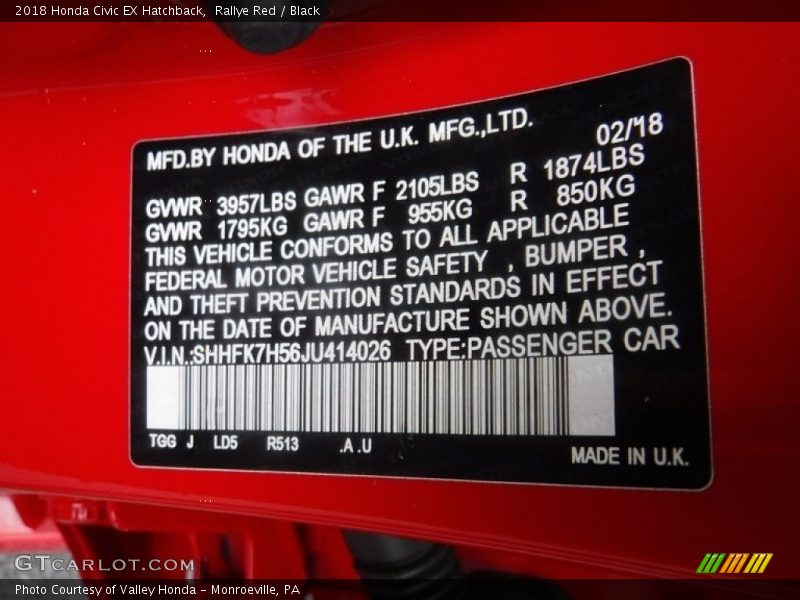 2018 Honda Civic EX Hatchback, Rallye Red / Black
MFD.BY HONDA OF THE U.K. MFG.,LTD.
02/'18
GVWR 3957LBS GAWR F 2105LBS R 1874LBS
GVWR 1795KG GAWR F 955KG R 850KG
THIS VEHICLE CONFORMS TO ALL APPLICABLE
FEDERAL MOTOR VEHICLE SAFETY , BUMPER ,
AND THEFT PREVENTION STANDARDS IN EFFECT
ON THE DATE OF MANUFACTURE SHOWN ABOVE.
V.I.N.:SHHFK7H56JU414026 TYPE:PASSENGER CAR
TGG J LD5 R513 .A.U
MADE IN U.K.
GTCARLOT.COM
Photo Courtesy of Valley Honda - Monroeville, PA